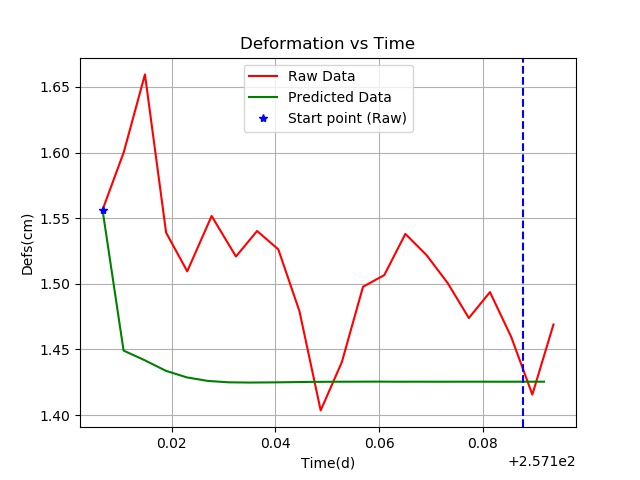 Deformation vs Time
Raw Data
Predicted Data
Start point (Raw)
Defs(cm)
1.65
1.60
1.55
1.50
1.45
1.40
0.02 0.04 0.06 0.08
Time(d)
+2.571e2